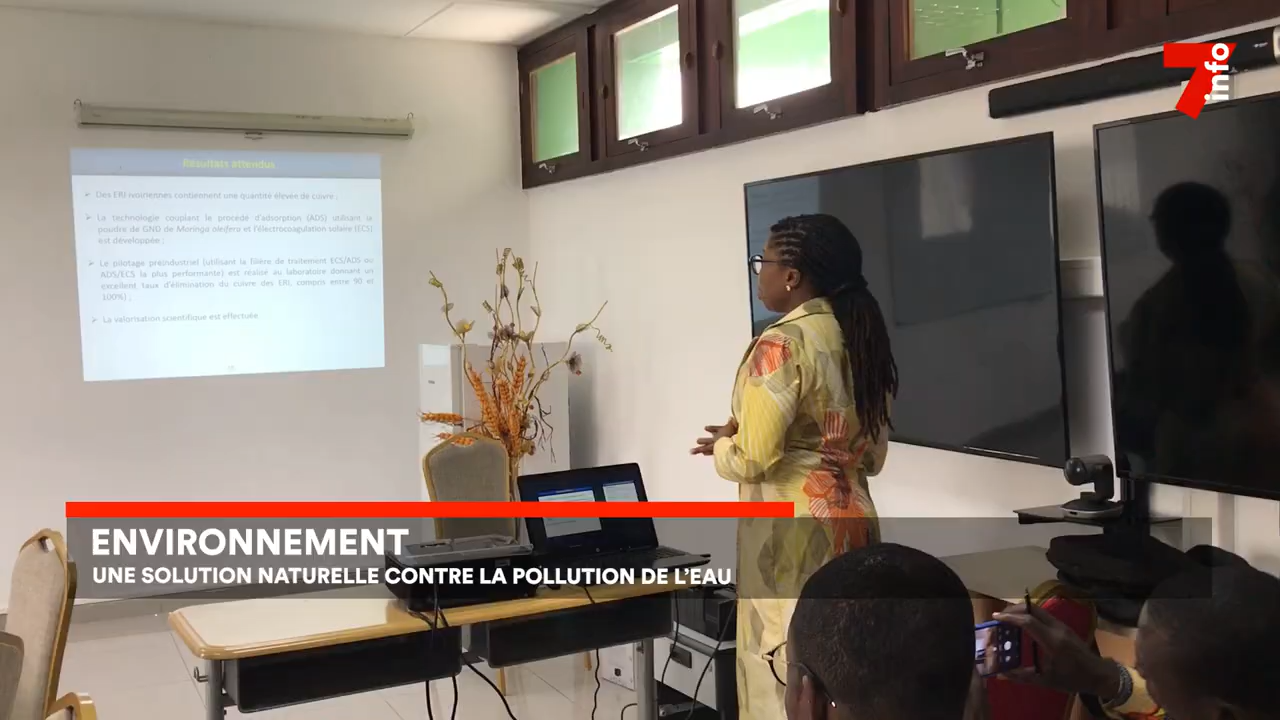 7info
Résultats attendus
➢ Des ERI ivoiriennes contiennent une quantité élevée de cuivre ;
➢ La technologie couplant le procédé d'adsorption (ADS) utilisant la
poudre de GND de Moringa oleifera et l'électrocoagulation solaire (ECS)
est développée ;
➢ Le pilotage préindustriel (utilisant la filière de traitement ECS/ADS ou
ADS/ECS la plus performante) est réalisé au laboratoire donnant un
excellent taux d'élimination du cuivre des ERI, compris entre 90 et
100%) ;
➢ La valorisation scientifique est effectuée
ENVIRONNEMENT
UNE SOLUTION NATURELLE CONTRE LA POLLUTION DE L'EAU